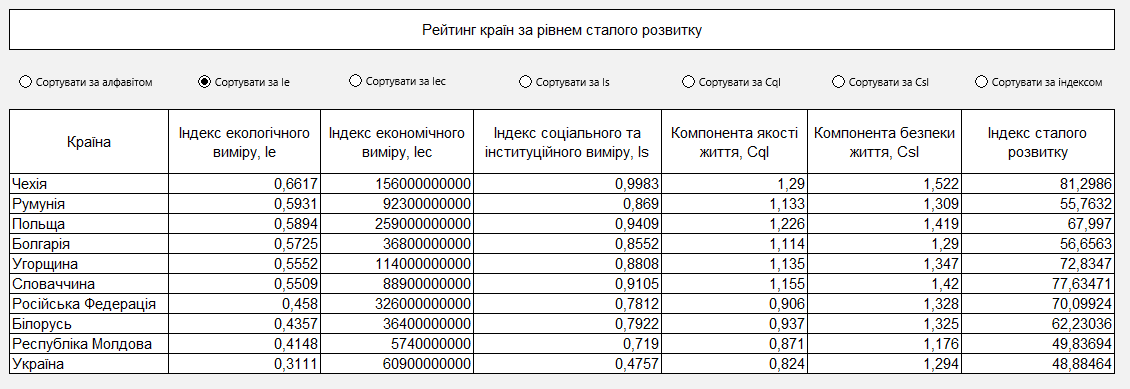 Рейтинг країн за рівнем сталого розвитку
Сортувати за алфавітом Сортувати за Ie Сортувати за Iec Сортувати за Is Сортувати за Cql Сортувати за Csl Сортувати за індексом
Країна Індекс екологічного виміру, Ie Індекс економічного виміру, Iec Індекс соціального та інституційного виміру, Is Компонента якості життя, Cql Компонента безпеки життя, Csl Індекс сталого розвитку
Чехія 0,6617 156000000000 0,9983 1,29 1,522 81,2986
Румунія 0,5931 92300000000 0,869 1,133 1,309 55,7632
Польща 0,5894 259000000000 0,9409 1,226 1,419 67,997
Болгарія 0,5725 36800000000 0,8552 1,114 1,29 56,6563
Угорщина 0,5552 114000000000 0,8808 1,135 1,347 72,8347
Словаччина 0,5509 88900000000 0,9105 1,155 1,42 77,63471
Російська Федерація 0,458 326000000000 0,7812 0,906 1,328 70,09924
Білорусь 0,4357 36400000000 0,7922 0,937 1,325 62,23036
Республіка Молдова 0,4148 5740000000 0,719 0,871 1,176 49,83694
Україна 0,3111 60900000000 0,4757 0,824 1,294 48,88464